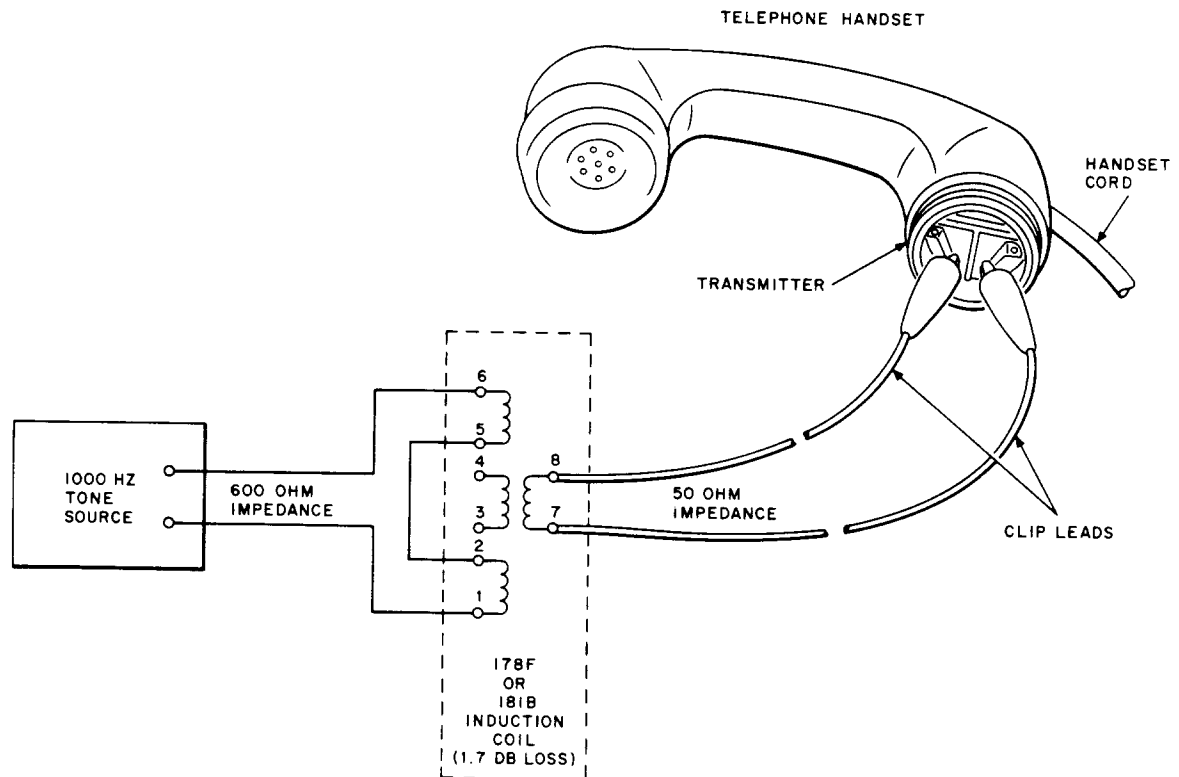 TELEPHONE HANDSET
HANDSET
CORD
TRANSMITTER
6
5
4
3
2
1
8
7
1000 HZ
TONE
SOURCE
600 OHM
IMPEDANCE
50 OHM
IMPEDANCE
CLIP LEADS
178F
OR
181B
INDUCTION
COIL
(1.7 DB LOSS)